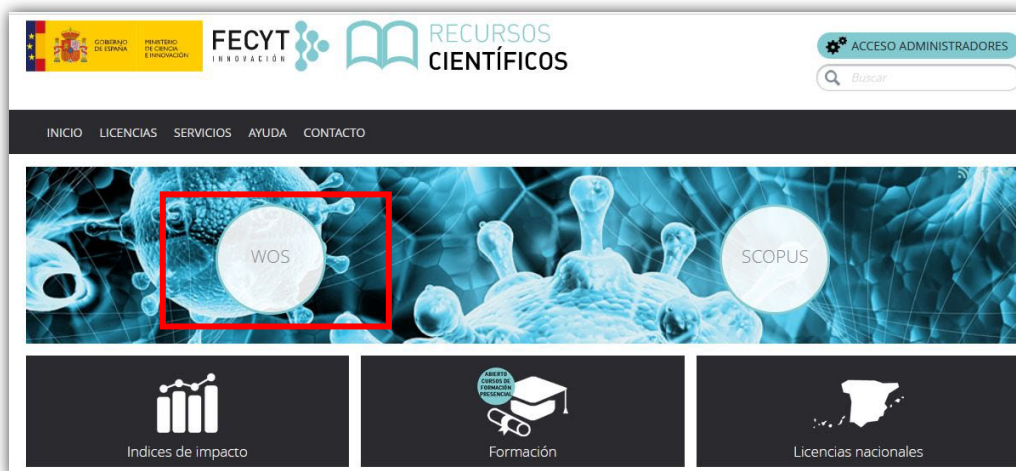 GOBIERNO
DE ESPAÑA
MINISTERIO
DE CIENCIA
E INNOVACIÓN
FECYT
INNOVACIÓN
RECURSOS
CIENTÍFICOS
ACCESO ADMINISTRADORES
Buscar
INICIO LICENCIAS SERVICIOS AYUDA CONTACTO
WOS
SCOPUS
Indices de impacto
ABIERTO
CURSOS DE
FORMACIÓN
PRESENCIAL
Formación
Licencias nacionales